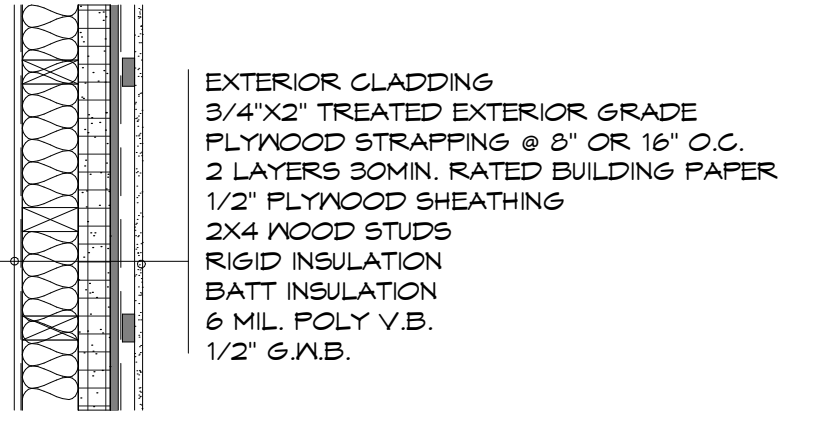 EXTERIOR CLADDING
3/4"X2" TREATED EXTERIOR GRADE
PLYWOOD STRAPPING @ 8" OR 16" O.C.
2 LAYERS 30MIN. RATED BUILDING PAPER
1/2" PLYWOOD SHEATHING
2X4 WOOD STUDS
RIGID INSULATION
BATT INSULATION
6 MIL. POLY V.B.
1/2" G.W.B.